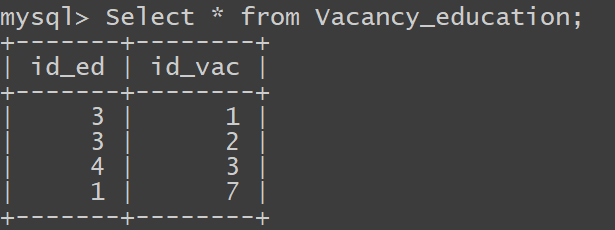 mysql> Select * from Vacancy_education;
+-------+--------+
| id_ed | id_vac |
+-------+--------+
|     3 |      1 |
|     3 |      2 |
|     4 |      3 |
|     1 |      7 |
+-------+--------+